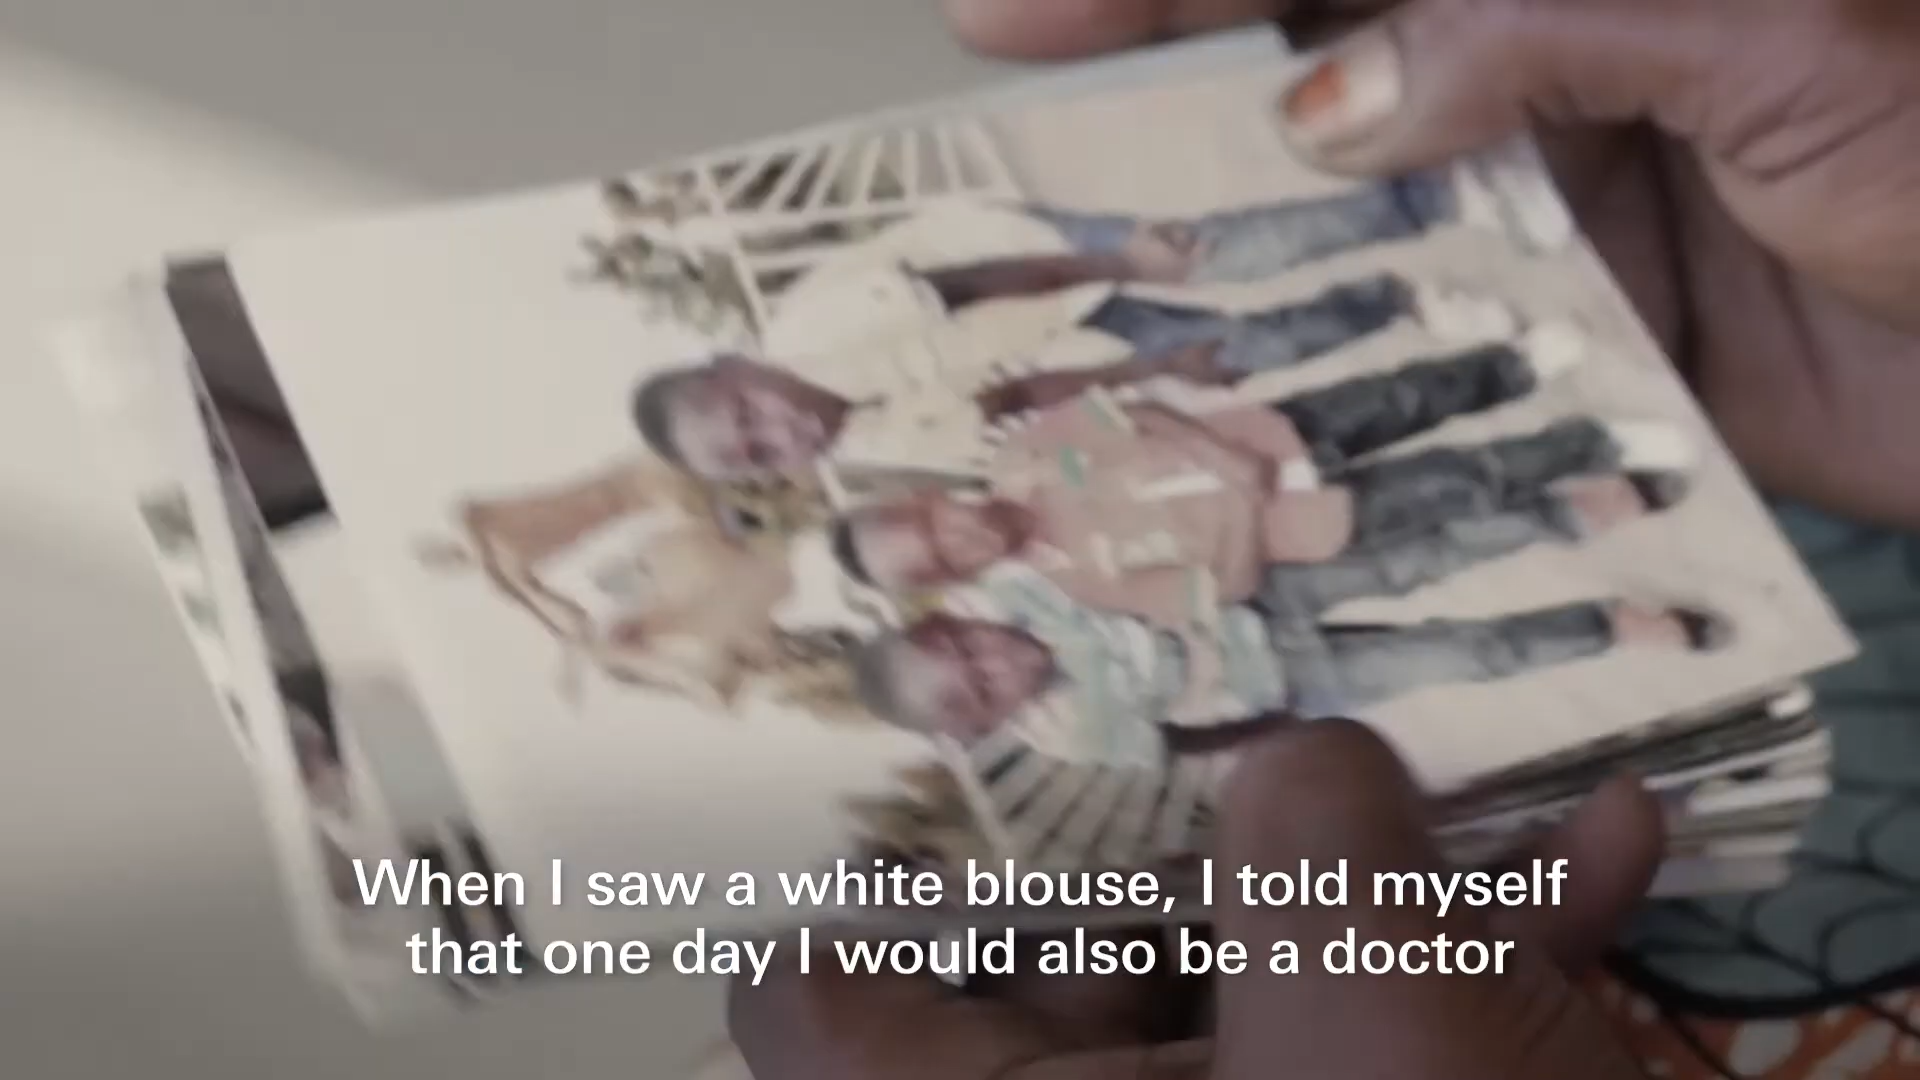 When I saw a white blouse, I told myself
that one day I would also be a doctor